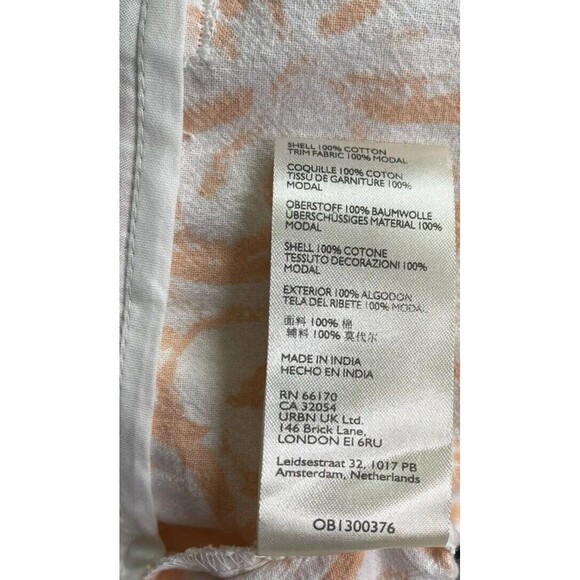 SHELL 100% COTTON
TRIM FABRIC 100% MODAL
COQUILLE 100% COTON
TISSU DE GARNITURE 100%
MODAL
OBERSTOFF 100% BAUMWOLLE
ÜBERSCHÜSSIGES MATERIAL 100%
MODAL
SHELL 100% COTONE
TESSUTO DECORAZIONI 100%
MODAL
EXTERIOR 100% ALGODON
TELA DEL RIBETE 100% MODAL
面料 100% 棉
辅料 100% 莫代尔
MADE IN INDIA
HECHO EN INDIA
RN 66170
CA 32054
URBN UK Ltd.
146 Brick Lane,
LONDON E1 6RU
Leidsestraat 32, 1017 PB
Amsterdam, Netherlands
OB1300376